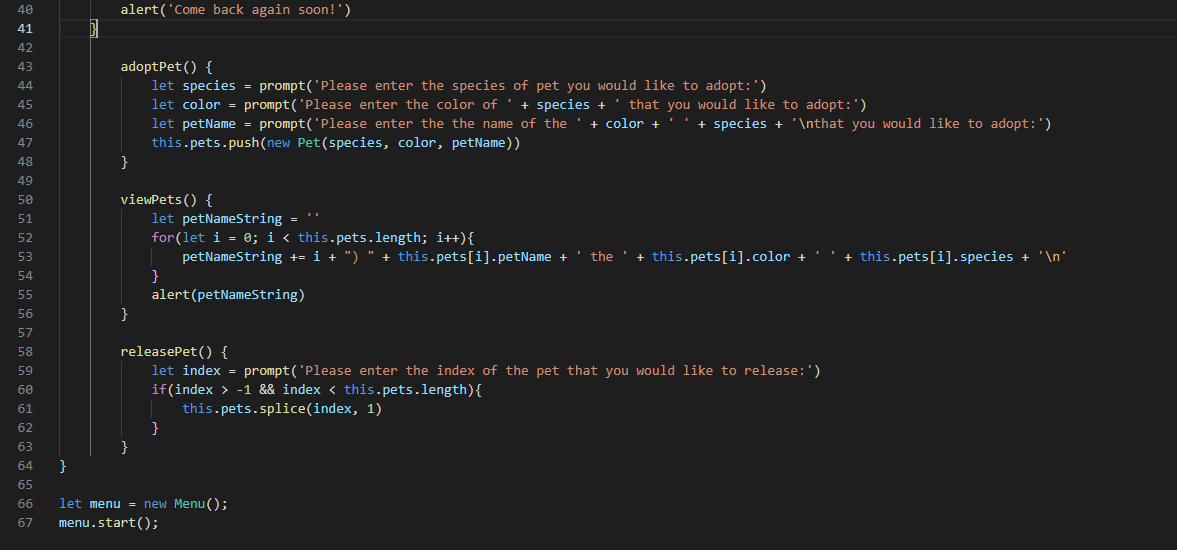 40 alert('Come back again soon!')
41 }
42
43 adoptPet() {
44 let species = prompt('Please enter the species of pet you would like to adopt:')
45 let color = prompt('Please enter the color of ' + species + ' that you would like to adopt:')
46 let petName = prompt('Please enter the the name of the ' + color + ' ' + species + '\nthat you would like to adopt:')
47 this.pets.push(new Pet(species, color, petName))
48 }
49
50 viewPets() {
51 let petNameString = ''
52 for(let i = 0; i < this.pets.length; i++){
53 petNameString += i + ") " + this.pets[i].petName + ' the ' + this.pets[i].color + ' ' + this.pets[i].species + '\n'
54 }
55 alert(petNameString)
56 }
57
58 releasePet() {
59 let index = prompt('Please enter the index of the pet that you would like to release:')
60 if(index > -1 && index < this.pets.length){
61 this.pets.splice(index, 1)
62 }
63 }
64 }
65
66 let menu = new Menu();
67 menu.start();